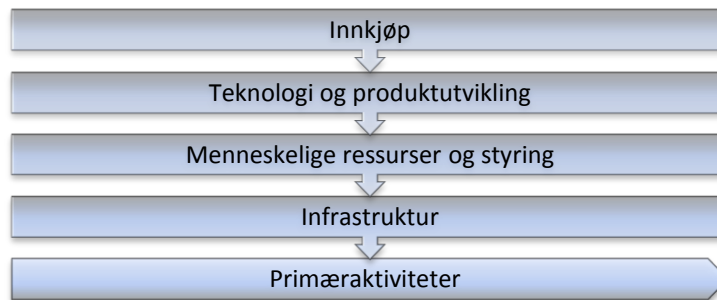 Innkjøp
Teknologi og produktutvikling
Menneskelige ressurser og styring
Infrastruktur
Primæraktiviteter